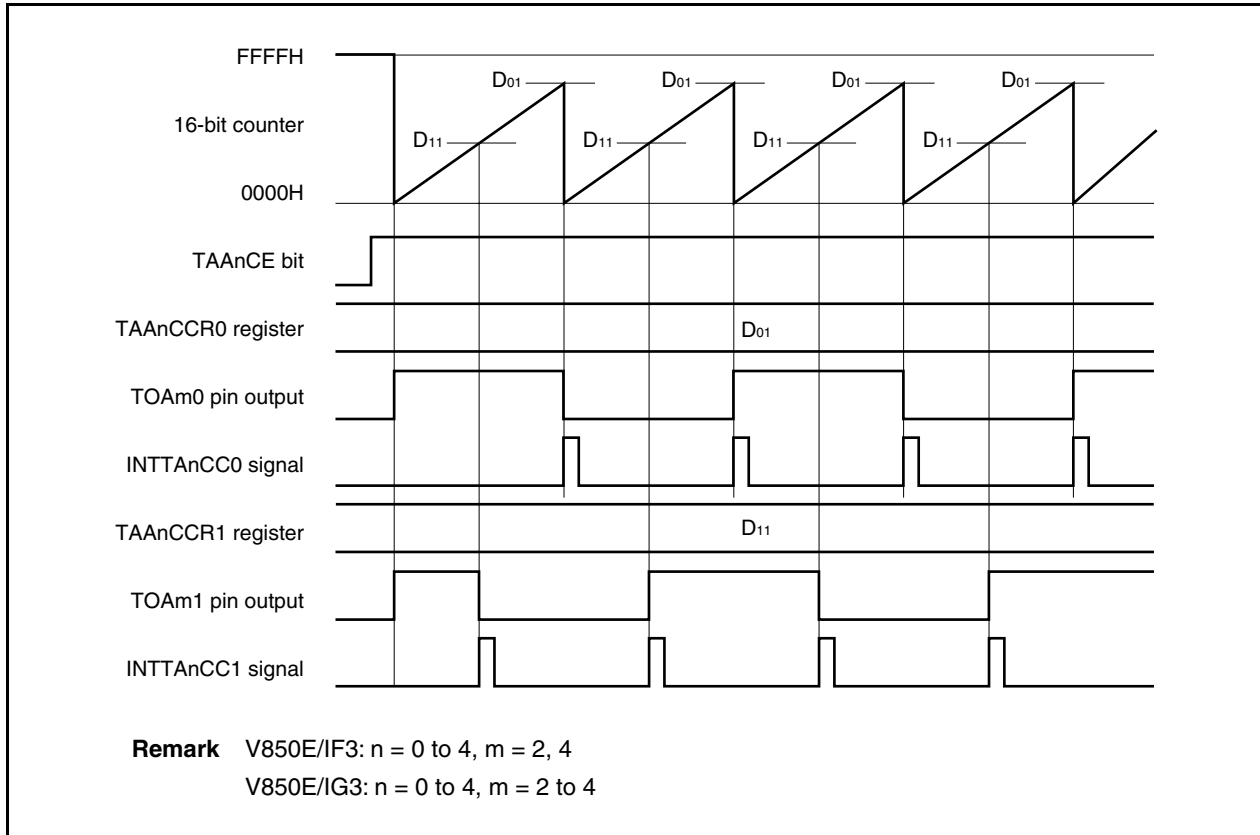 FFFFH
D01 D01 D01 D01
16-bit counter
D11 D11 D11 D11
0000H
TAAnCE bit
TAAnCCR0 register D01
TOAm0 pin output
INTTAnCC0 signal
TAAnCCR1 register D11
TOAm1 pin output
INTTAnCC1 signal
Remark V850E/IF3: n = 0 to 4, m = 2, 4
V850E/IG3: n = 0 to 4, m = 2 to 4